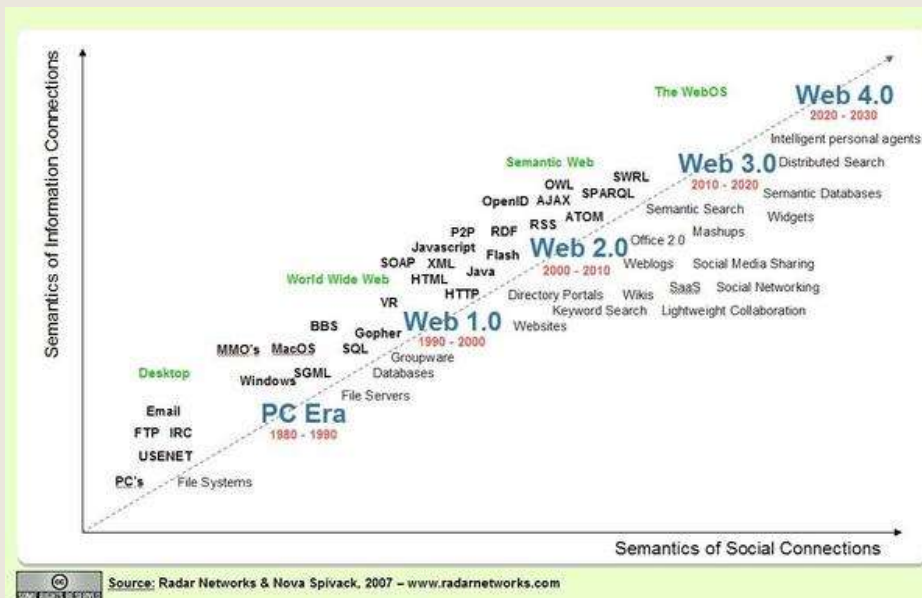 Semantics of Information Connections
The WebOS
Web 4.0
2020 - 2030
Intelligent personal agents
Semantic Web
SWRL
Web 3.0
Distributed Search
2010 - 2020
OWL
SPARQL
Semantic Databases
OpenID
AJAX
Semantic Search
ATOM
Widgets
P2P
RDF
RSS
Mashups
Javascript
Flash
Web 2.0
Office 2.0
SOAP
XML
Java
2000 - 2010
Weblogs
Social Media Sharing
World Wide Web
HTML
HTTP
Directory Portals
Wikis
SaaS
Social Networking
VR
Keyword Search
Lightweight Collaboration
BBS
Gopher
Web 1.0
Websites
1990 - 2000
MMO's
MacOS
SQL
Groupware
Desktop
Windows
SGML
Databases
File Servers
Email
PC Era
1980 - 1990
FTP
IRC
USENET
PC's
File Systems
Semantics of Social Connections
cc
SOME RIGHTS RESERVED
Source: Radar Networks & Nova Spivack, 2007 – www.radarnetworks.com